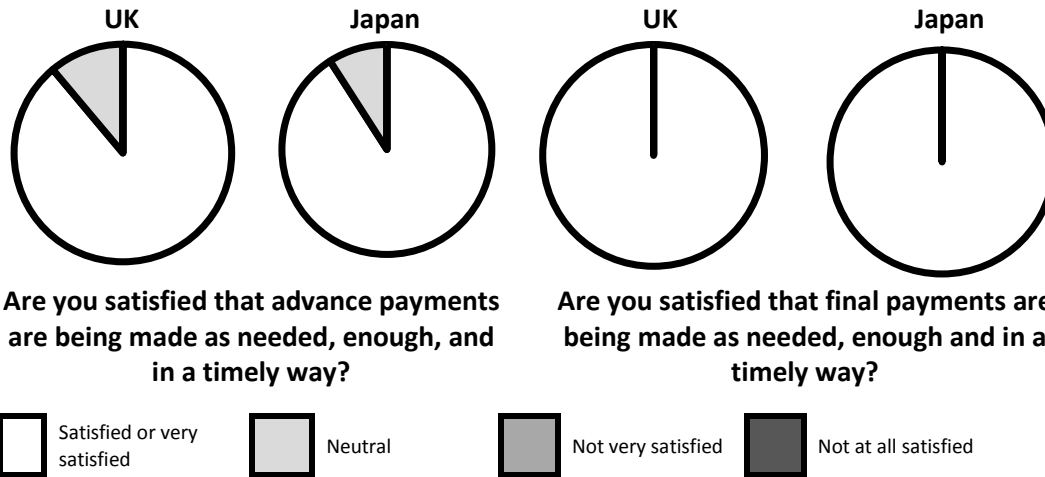 UK
Japan
UK
Japan
Are you satisfied that advance payments
are being made as needed, enough, and
in a timely way?
Are you satisfied that final payments are
being made as needed, enough and in a
timely way?
Satisfied or very
satisfied
Neutral
Not very satisfied
Not at all satisfied